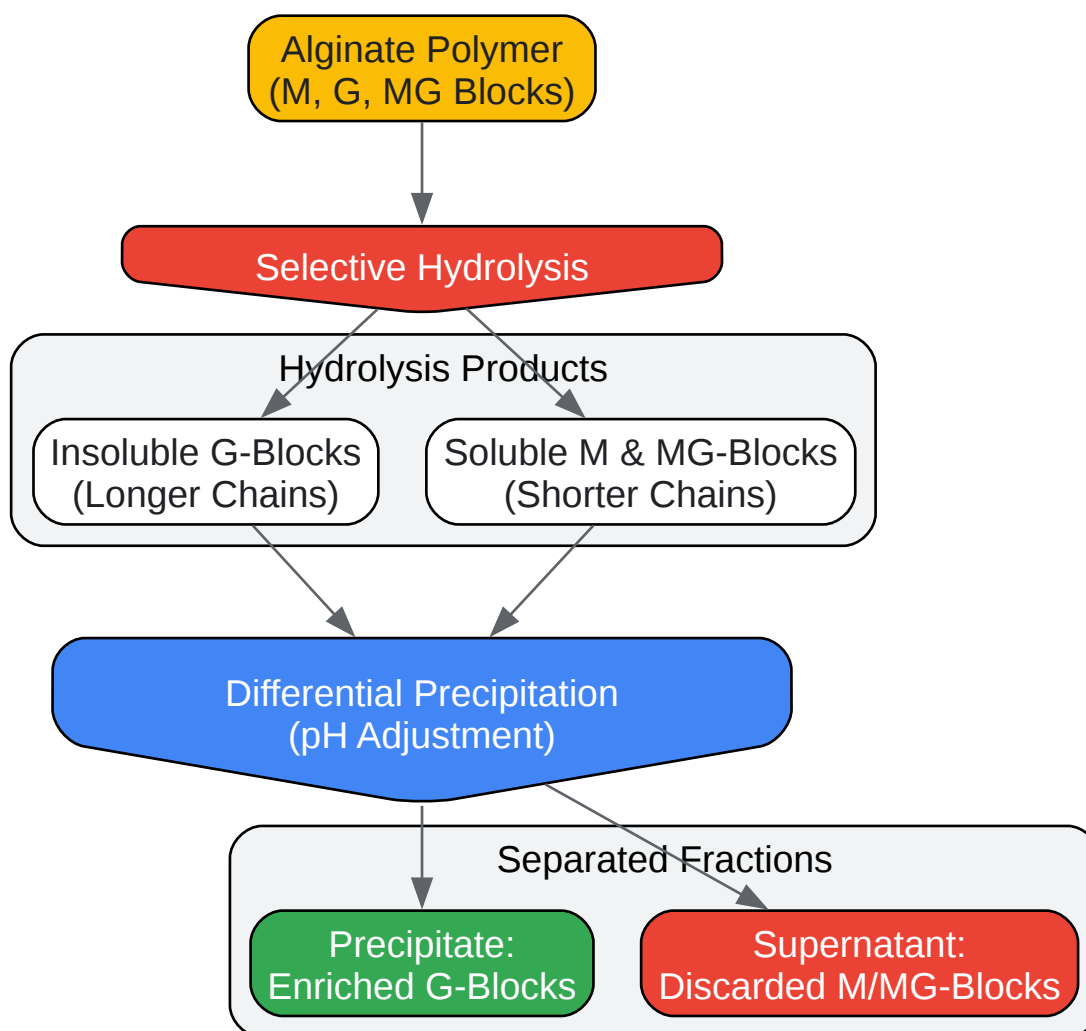 Alginate Polymer
(M, G, MG Blocks)
Selective Hydrolysis
Hydrolysis Products
Insoluble G-Blocks
(Longer Chains)
Soluble M & MG-Blocks
(Shorter Chains)
Differential Precipitation
(pH Adjustment)
Separated Fractions
Precipitate:
Enriched G-Blocks
Supernatant:
Discarded M/MG-Blocks